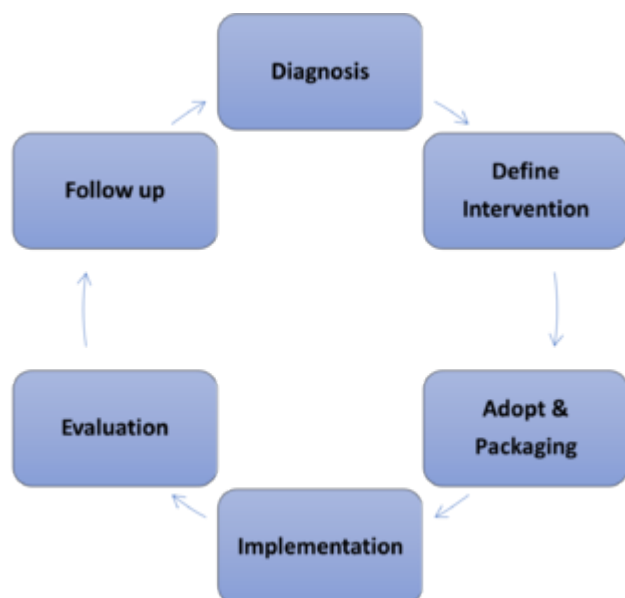 Diagnosis
Define
Intervention
Adopt &
Packaging
Implementation
Evaluation
Follow up